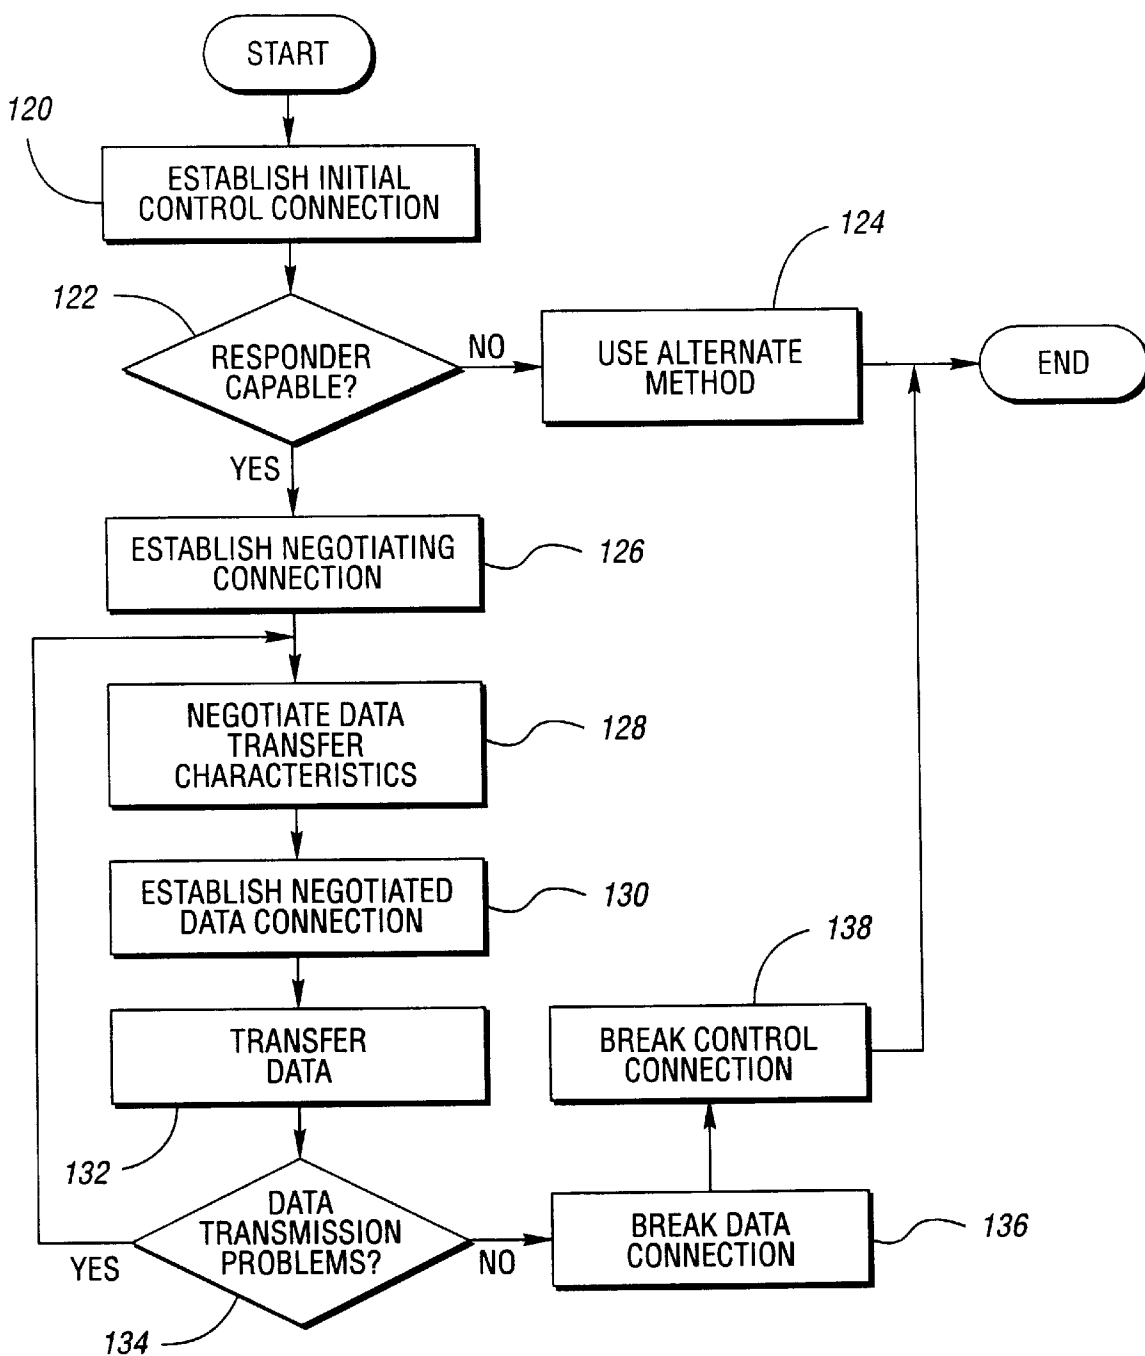 START
120
ESTABLISH INITIAL
CONTROL CONNECTION
124
122
RESPONDER
CAPABLE?
NO
USE ALTERNATE
METHOD
END
YES
ESTABLISH NEGOTIATING
CONNECTION
126
NEGOTIATE DATA
TRANSFER
CHARACTERISTICS
128
ESTABLISH NEGOTIATED
DATA CONNECTION
130
138
TRANSFER
DATA
BREAK CONTROL
CONNECTION
132
DATA
TRANSMISSION
PROBLEMS?
YES
NO
BREAK DATA
CONNECTION
136
134